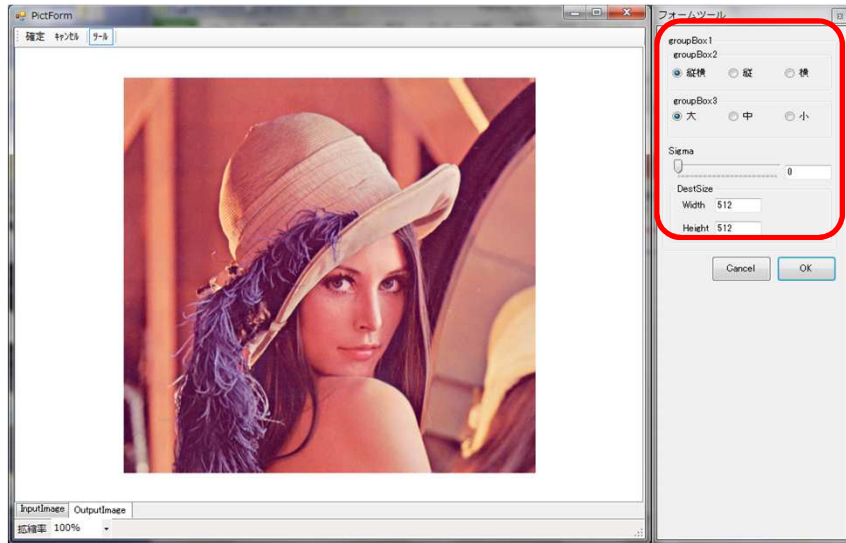 PictForm
確定 ｷｬﾝｾﾙ ﾂｰﾙ
InputImage OutputImage
拡縮率 100%
フォームツール
groupBox1
groupBox2
縦横 縦 横
groupBox3
大 中 小
Sigma
0
DestSize
Width 512
Height 512
Cancel OK